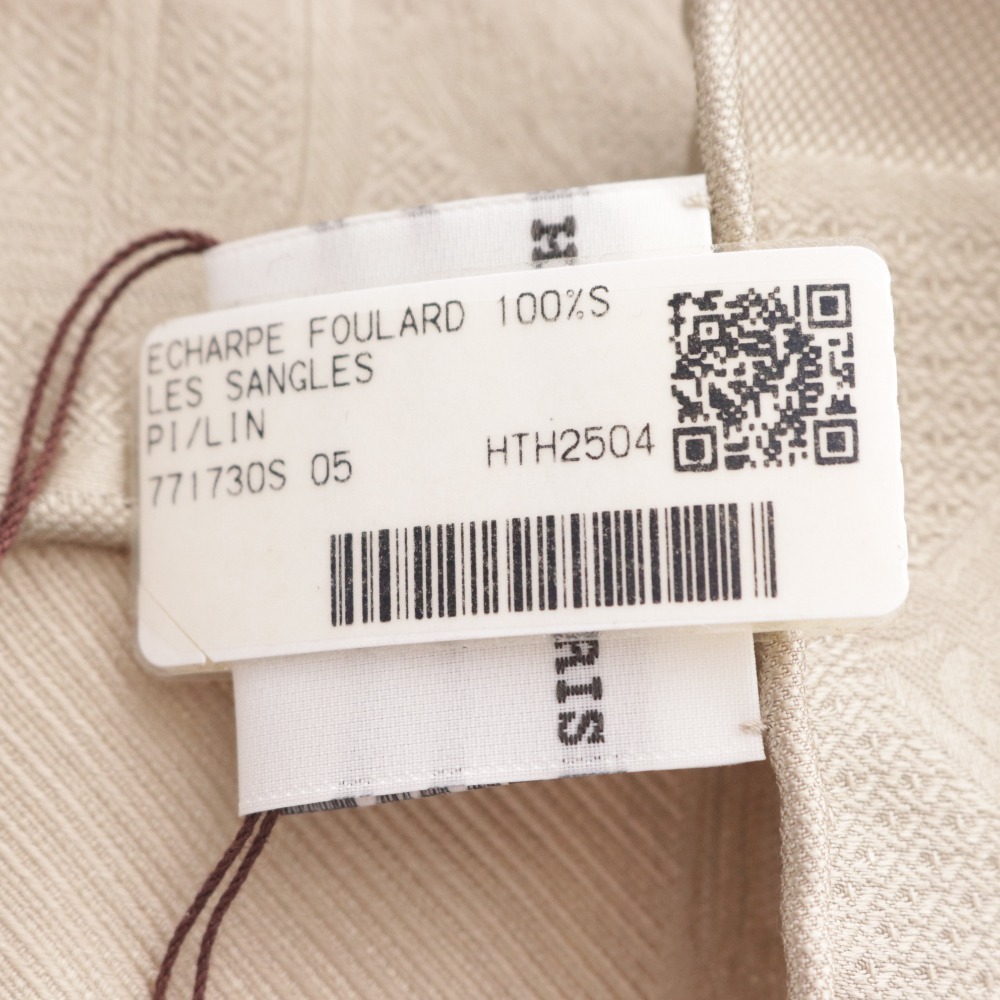 ECHARPE FOULARD 100%S
LES SANGLES
PI/LIN
771730S 05
HTH2504